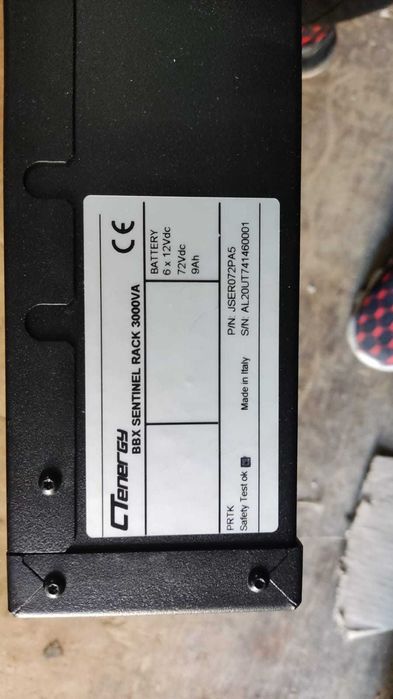 CTenergy
BBX SENTINEL RACK 3000VA
CE
BATTERY
6 x 12Vdc
72Vdc
9Ah
PRTK
P/N: JSER072PA5
Safety Test ok
Made in Italy
S/N: AL20UT741460001